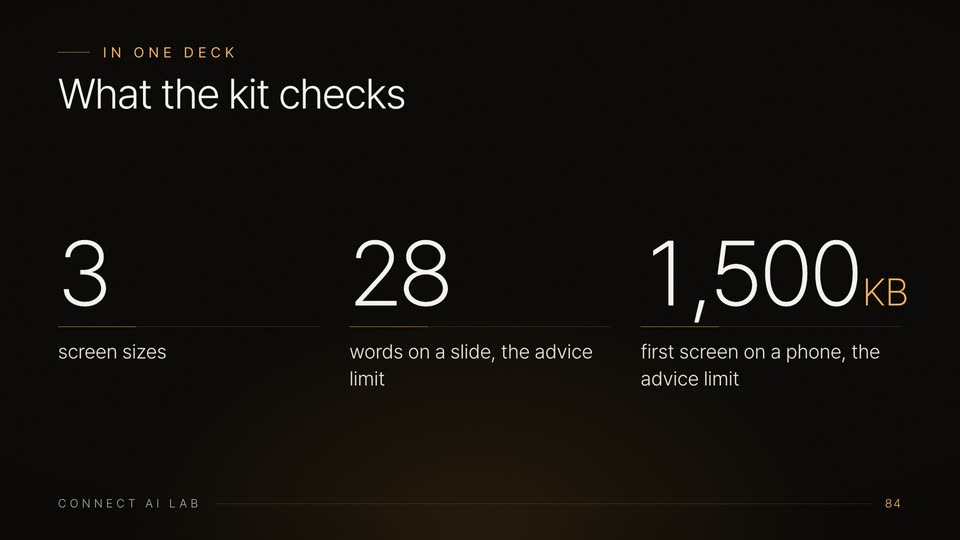 IN ONE DECK
What the kit checks
3
screen sizes
28
words on a slide, the advice
limit
1,500KB
first screen on a phone, the
advice limit
CONNECT AI LAB
84